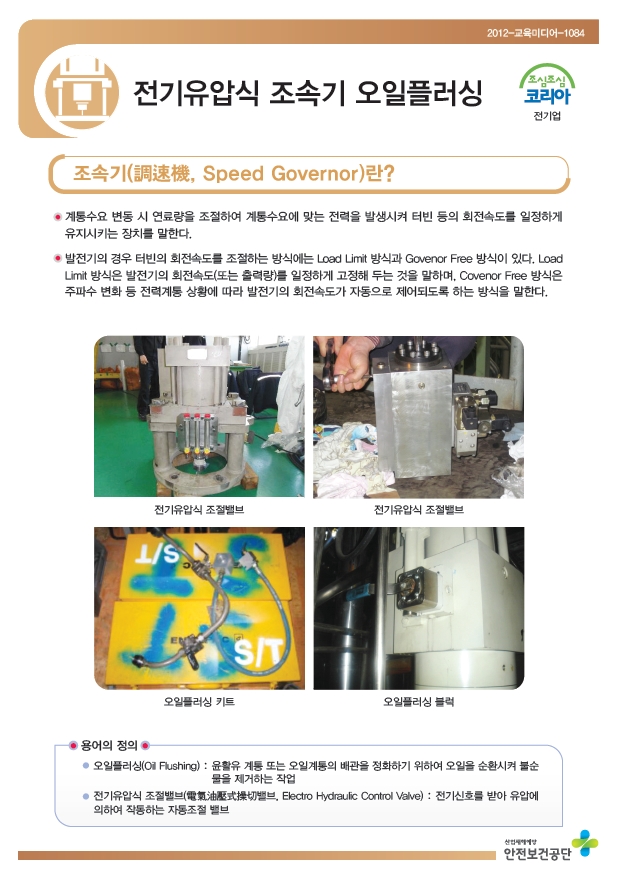 2012-교육미디어-1084
전기유압식 조속기 오일플러싱
조심조심
코리아
전기업
조속기(調速機, Speed Governor)란?
계통수요 변동 시 연료량을 조절하여 계통수요에 맞는 전력을 발생시켜 터빈 등의 회전속도를 일정하게
유지시키는 장치를 말한다.
발전기의 경우 터빈의 회전속도를 조절하는 방식에는 Load Limit 방식과 Govenor Free 방식이 있다. Load
Limit 방식은 발전기의 회전속도(또는 출력량)를 일정하게 고정해 두는 것을 말하며, Covenor Free 방식은
주파수 변화 등 전력계통 상황에 따라 발전기의 회전속도가 자동으로 제어되도록 하는 방식을 말한다.
전기유압식 조절밸브
전기유압식 조절밸브
S/T
S/T
오일플러싱 키트
오일플러싱 블럭
용어의 정의
오일플러싱(Oil Flushing) : 윤활유 계통 또는 오일계통의 배관을 정화하기 위하여 오일을 순환시켜 불순
물을 제거하는 작업
전기유압식 조절밸브(電氣油壓式操切밸브, Electro Hydraulic Control Valve) : 전기신호를 받아 유압에
의하여 작동하는 자동조절 밸브
산업재해예방
안전보건공단